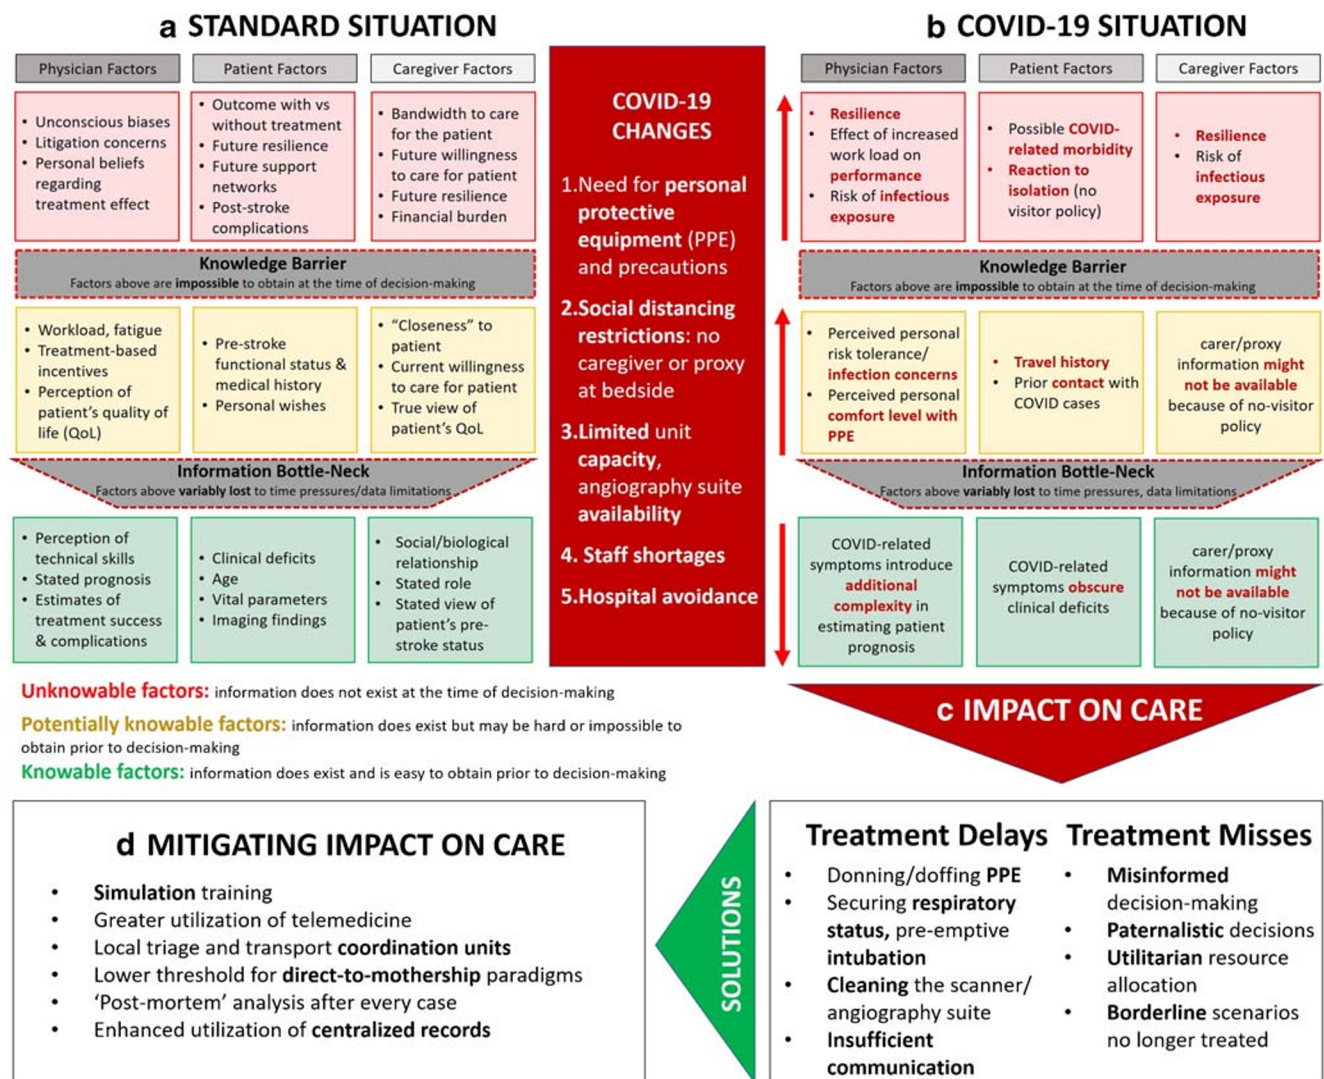 a STANDARD SITUATION
Physician Factors
Patient Factors
Caregiver Factors
• Unconscious biases
• Litigation concerns
• Personal beliefs
regarding
treatment effect
• Outcome with vs
without treatment
• Future resilience
• Future support
networks
• Post-stroke
complications
• Bandwidth to care
for the patient
• Future willingness
to care for patient
• Future resilience
• Financial burden
Knowledge Barrier
Factors above are impossible to obtain at the time of decision-making
• Workload, fatigue
• Treatment-based
incentives
• Perception of
patient's quality of
life (QoL)
• Pre-stroke
functional status &
medical history
• Personal wishes
• "Closeness" to
patient
• Current willingness
to care for patient
• True view of
patient's QoL
Information Bottle-Neck
Factors above variably lost to time pressures/data limitations
• Perception of
technical skills
• Stated prognosis
• Estimates of
treatment success
& complications
• Clinical deficits
• Age
• Vital parameters
• Imaging findings
• Social/biological
relationship
• Stated role
• Stated view of
patient's pre-
stroke status
Unknowable factors: information does not exist at the time of decision-making
Potentially knowable factors: information does exist but may be hard or impossible to
obtain prior to decision-making
Knowable factors: information does exist and is easy to obtain prior to decision-making
COVID-19
CHANGES
1.Need for personal
protective
equipment (PPE)
and precautions
2.Social distancing
restrictions: no
caregiver or proxy
at bedside
3.Limited unit
capacity,
angiography suite
availability
4. Staff shortages
5.Hospital avoidance
b COVID-19 SITUATION
Physician Factors
Patient Factors
Caregiver Factors
• Resilience
• Effect of increased
work load on
performance
• Risk of infectious
exposure
• Possible COVID-
related morbidity
• Reaction to
isolation (no
visitor policy)
• Resilience
• Risk of
infectious
exposure
Knowledge Barrier
Factors above are impossible to obtain at the time of decision-making
• Perceived personal
risk tolerance/
infection concerns
• Perceived personal
comfort level with
PPE
• Travel history
• Prior contact with
COVID cases
carer/proxy
information might
not be available
because of no-visitor
policy
Information Bottle-Neck
Factors above variably lost to time pressures, data limitations
COVID-related
symptoms introduce
additional
complexity in
estimating patient
prognosis
COVID-related
symptoms obscure
clinical deficits
carer/proxy
information might
not be available
because of no-visitor
policy
c IMPACT ON CARE
Treatment Delays
• Donning/doffing PPE
• Securing respiratory
status, pre-emptive
intubation
• Cleaning the scanner/
angiography suite
• Insufficient
communication
Treatment Misses
• Misinformed
decision-making
• Paternalistic decisions
• Utilitarian resource
allocation
• Borderline scenarios
no longer treated
SOLUTIONS
d MITIGATING IMPACT ON CARE
• Simulation training
• Greater utilization of telemedicine
• Local triage and transport coordination units
• Lower threshold for direct-to-mothership paradigms
• 'Post-mortem' analysis after every case
• Enhanced utilization of centralized records